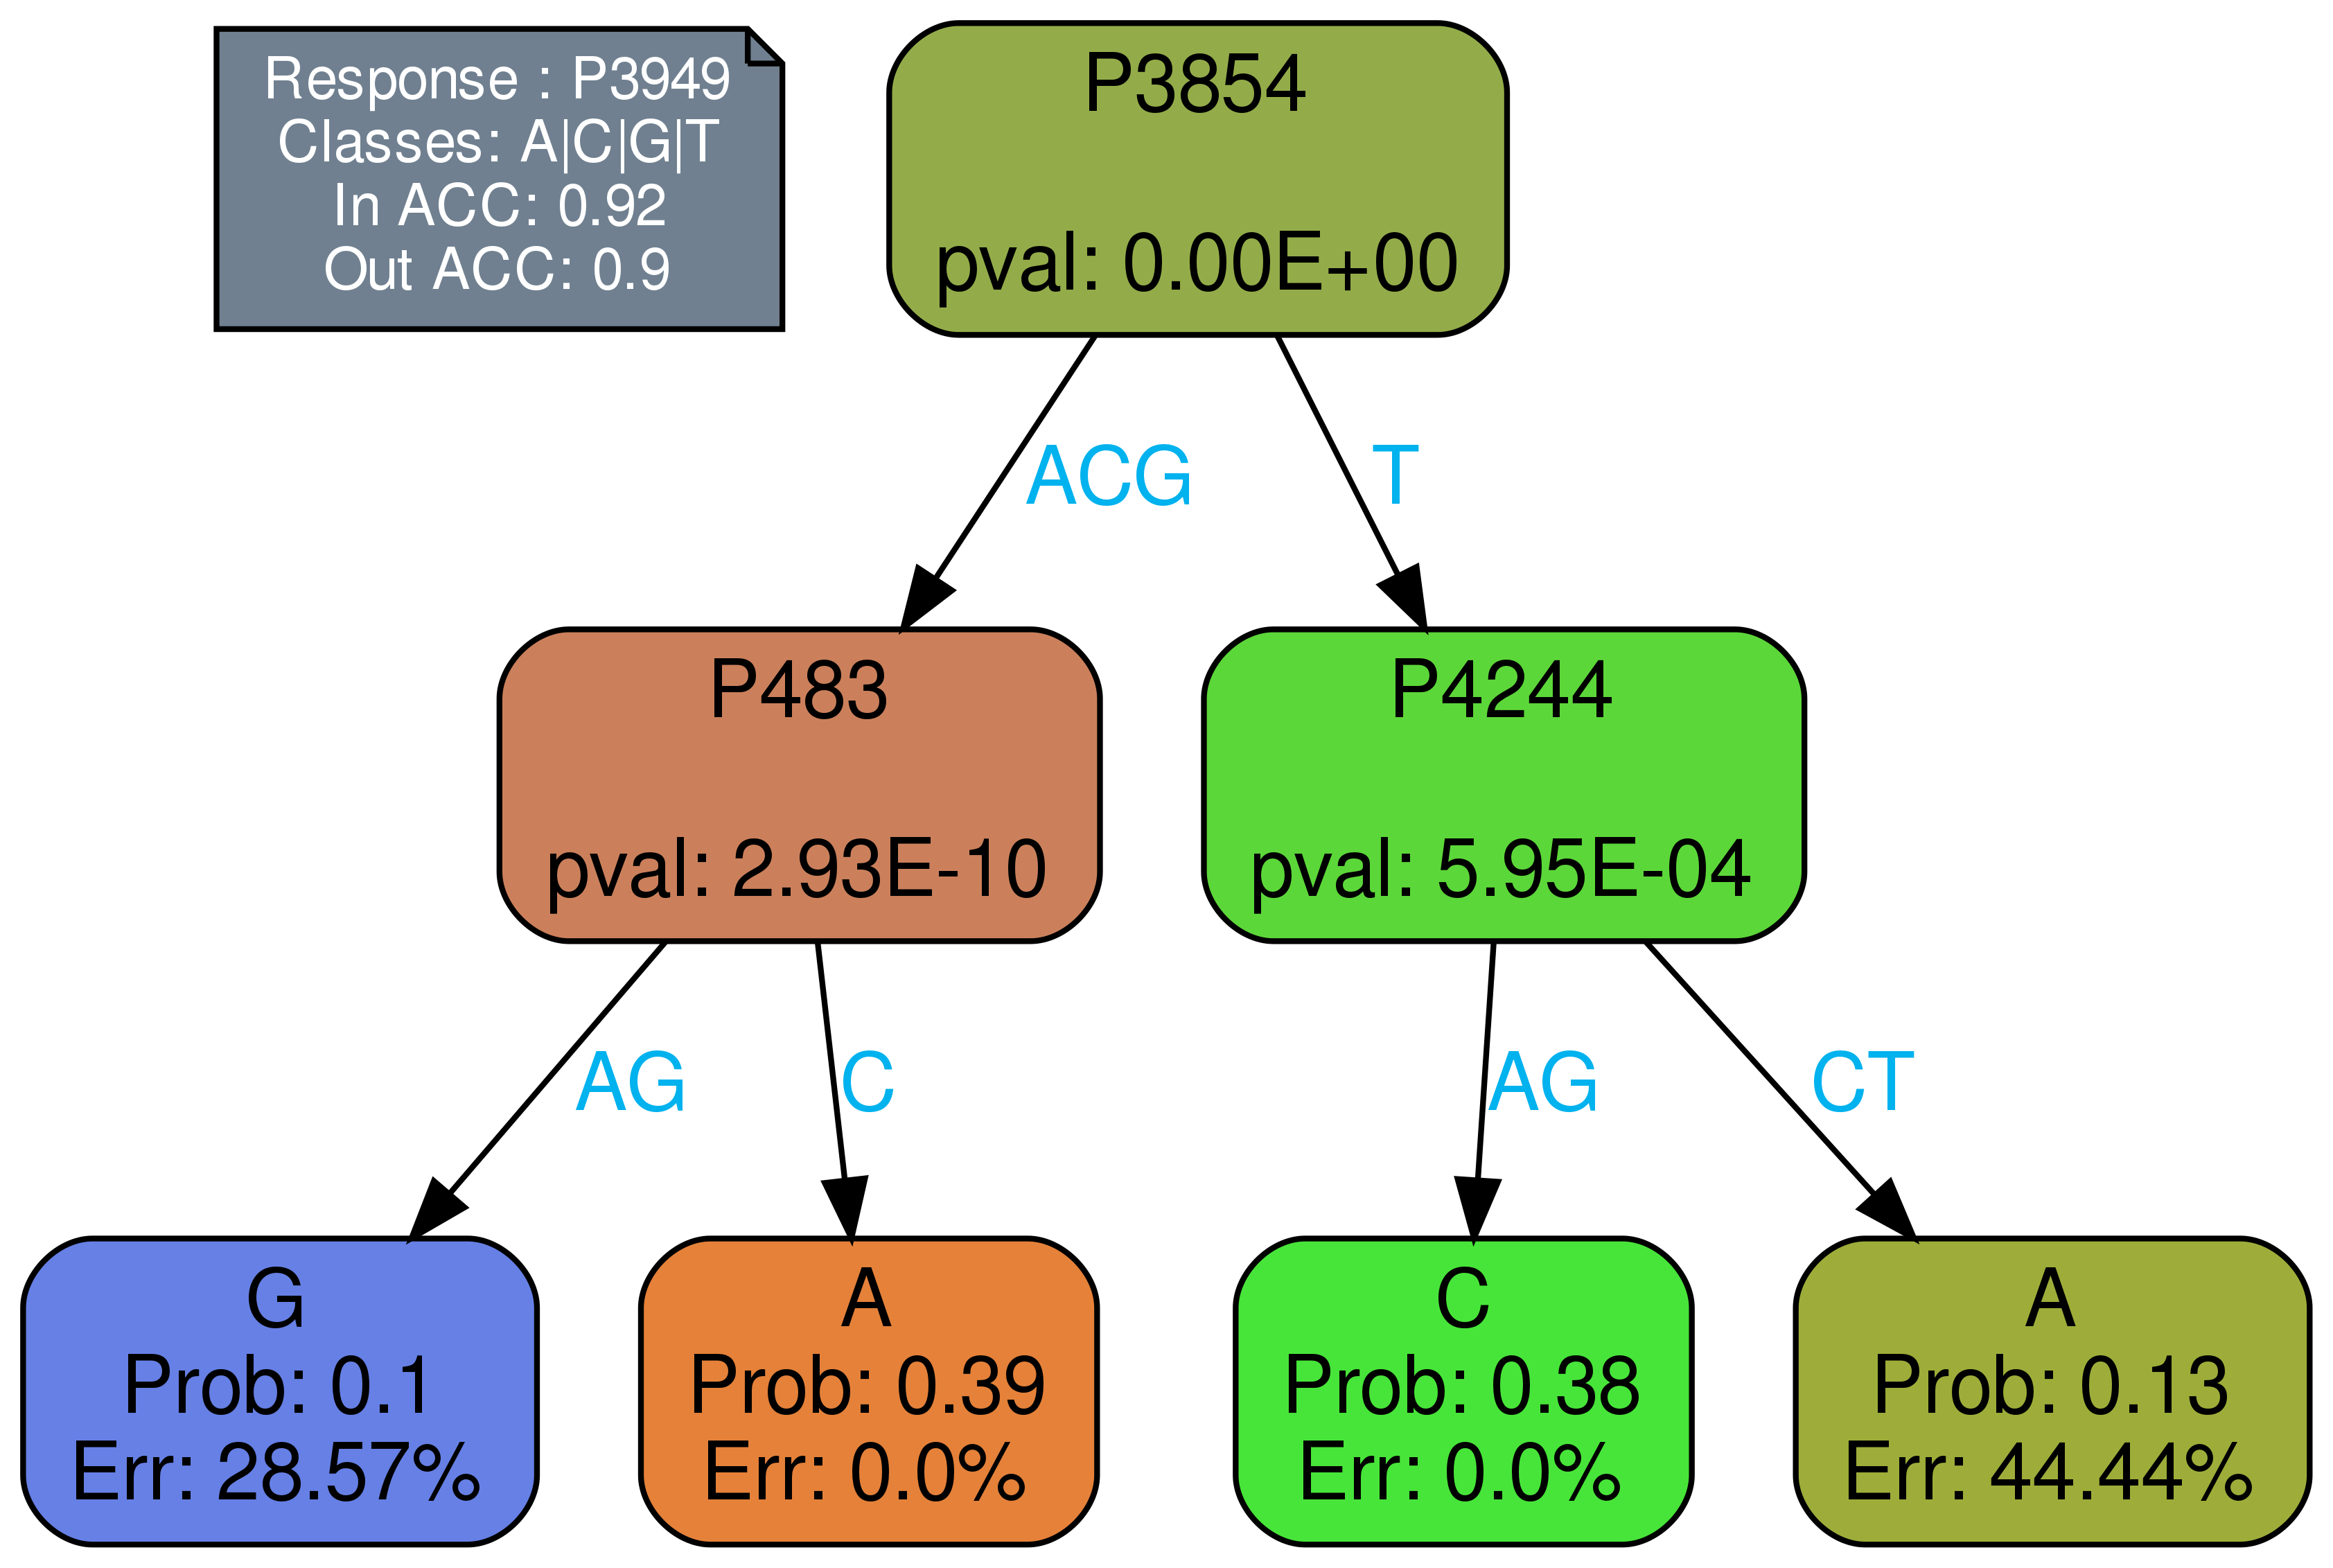 Response : P3949
Classes: A|C|G|T
In ACC: 0.92
Out ACC: 0.9
P3854
pval: 0.00E+00
ACG
T
P483
pval: 2.93E-10
P4244
pval: 5.95E-04
AG
C
AG
CT
G
Prob: 0.1
Err: 28.57%
A
Prob: 0.39
Err: 0.0%
C
Prob: 0.38
Err: 0.0%
A
Prob: 0.13
Err: 44.44%